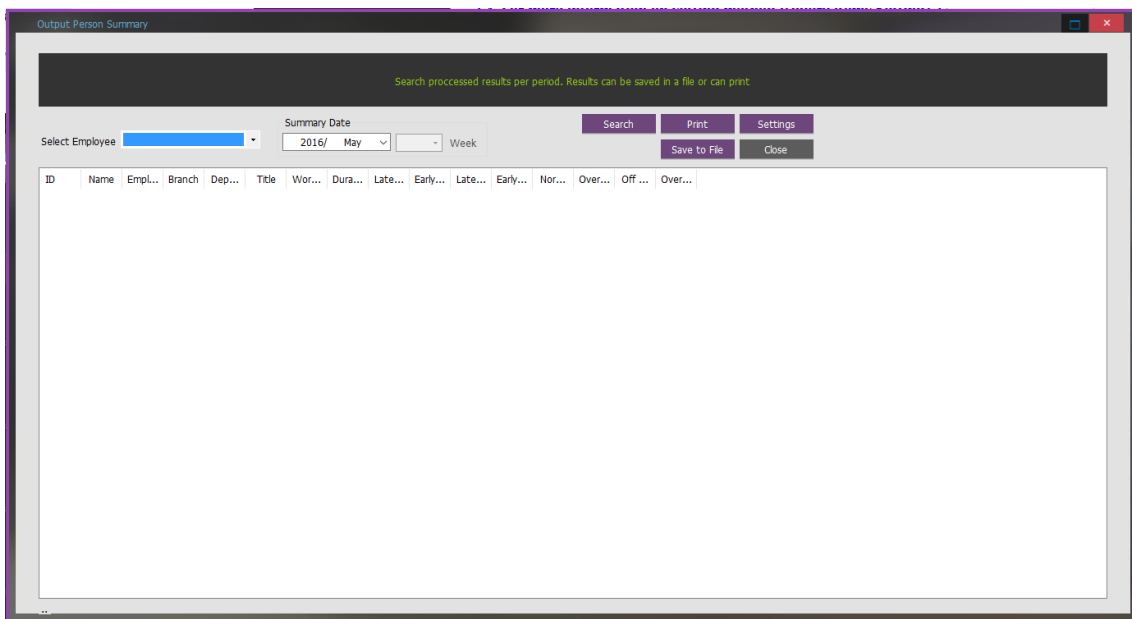 Output Person Summary
Search proccessed results per period. Results can be saved in a file or can print
Select Employee
Summary Date
2016/ May
Week
Search Print Settings
Save to File Close
ID Name Empl... Branch Dep... Title Wor... Dura... Late... Early... Late... Early... Nor... Over... Off ... Over...